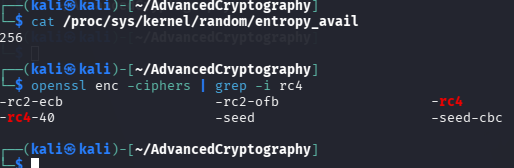 ┌──(kali㉿kali)-[~/AdvancedCryptography]
└─$ cat /proc/sys/kernel/random/entropy_avail
256
┌──(kali㉿kali)-[~/AdvancedCryptography]
└─$ openssl enc -ciphers | grep -i rc4
-rc2-ecb -rc2-ofb -rc4
-rc4-40 -seed -seed-cbc
┌──(kali㉿kali)-[~/AdvancedCryptography]
└─$